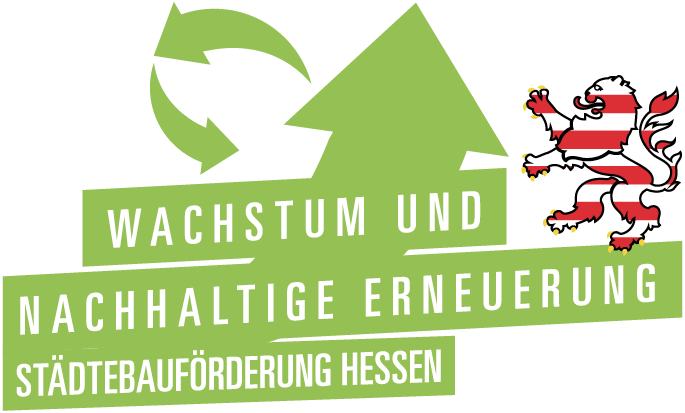 WACHSTUM UND
NACHHALTIGE ERNEUERUNG
STÄDTEBAUFÖRDERUNG HESSEN